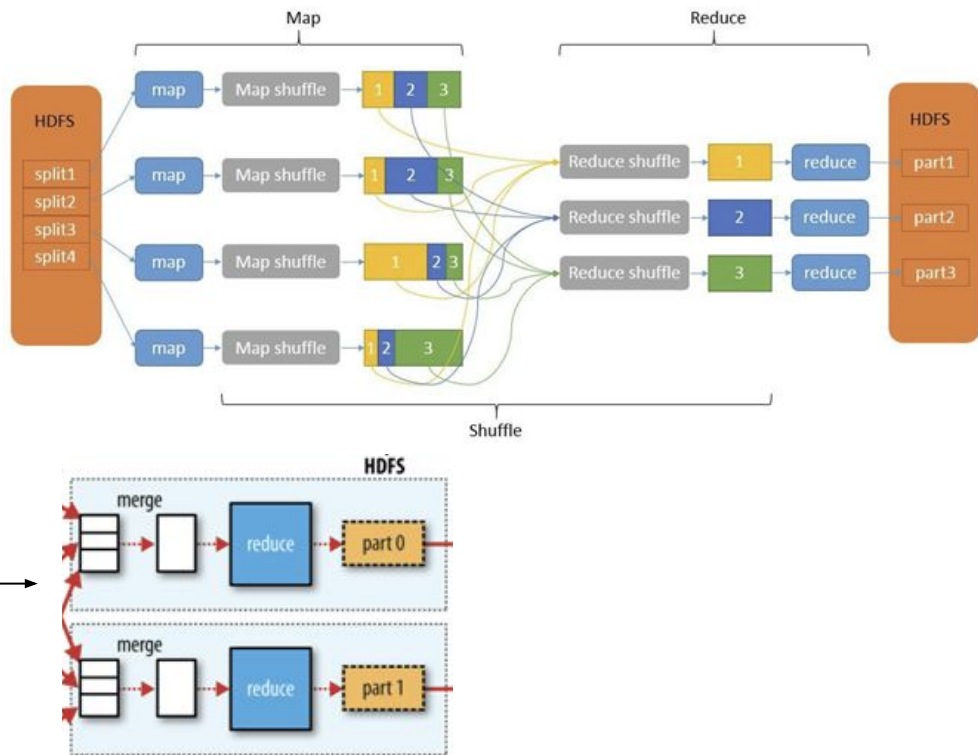 Map
Reduce
HDFS
split1
split2
split3
split4
map
Map shuffle
1 2 3
map
Map shuffle
1 2 3
map
Map shuffle
1 2 3
map
Map shuffle
1 2 3
Reduce shuffle
1
reduce
Reduce shuffle
2
reduce
Reduce shuffle
3
reduce
HDFS
part1
part2
part3
Shuffle
HDFS
merge
reduce
part 0
merge
reduce
part 1